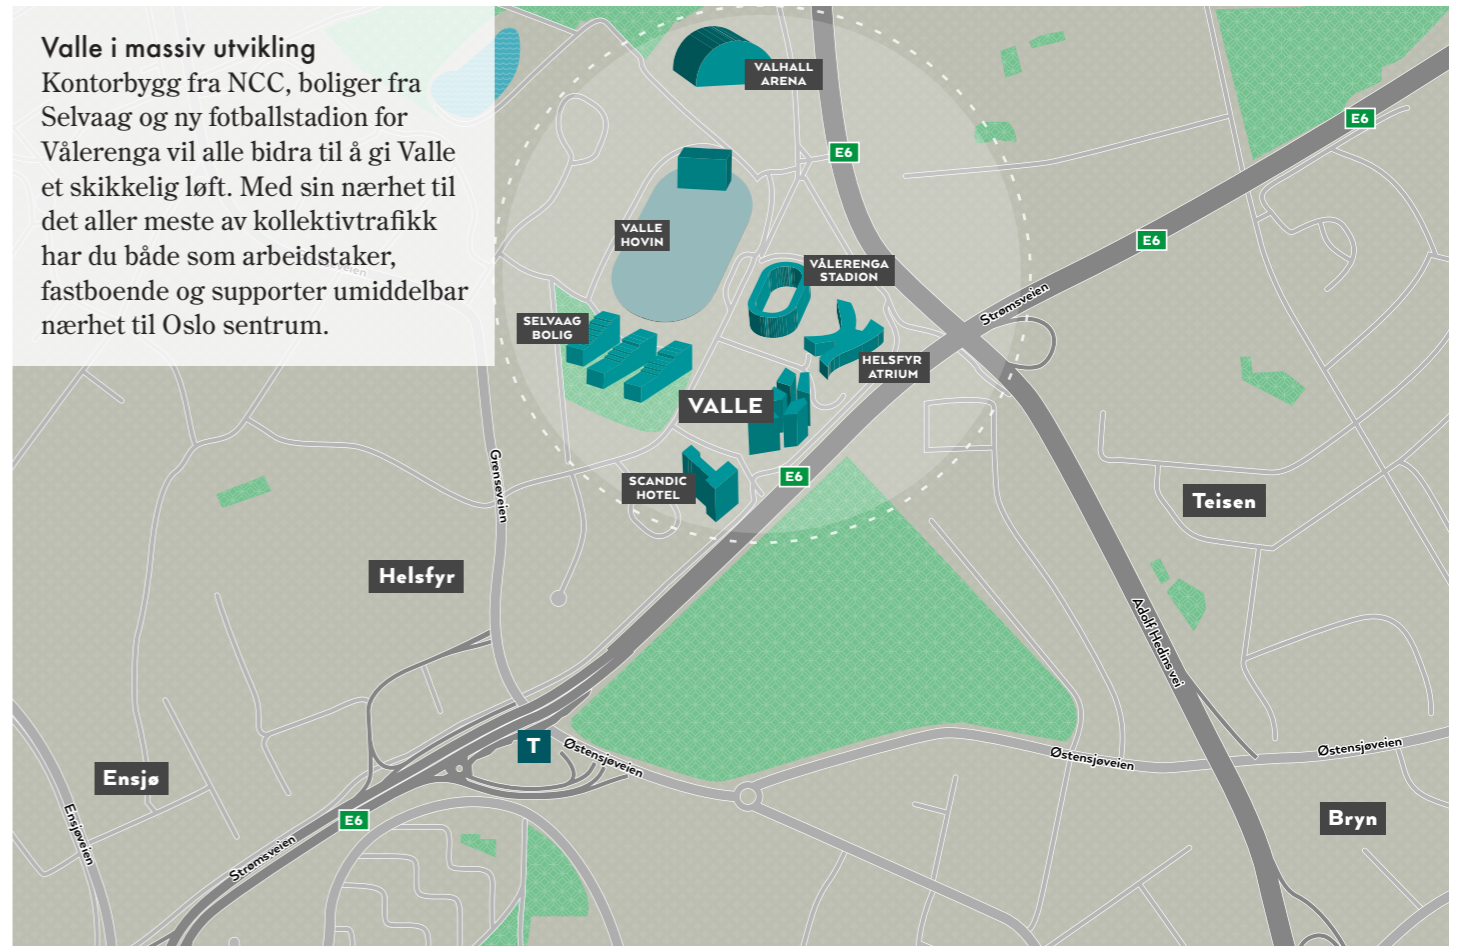 Valle i massiv utvikling
Kontorbygg fra NCC, boliger fra
Selvaag og ny fotballstadion for
Vålerenga vil alle bidra til å gi Valle
et skikkelig løft. Med sin nærhet til
det aller meste av kollektivtrafikk
har du både som arbeidstaker,
fastboende og supporter umiddelbar
nærhet til Oslo sentrum.
VALHALL
ARENA
E6
E6
VALLE
HOVIN
E6
VÅLERENGA
STADION
Strømsveien
SELVAAG
BOLIG
HELSFYR
ATRIUM
VALLE
Grenseveien
E6
SCANDIC
HOTEL
Teisen
Helsfyr
Adolf Hedins vei
T
Østensjøveien
Østensjøveien
Østensjøveien
Ensjø
Ensjøveien
E6
Bryn
Strømsveien